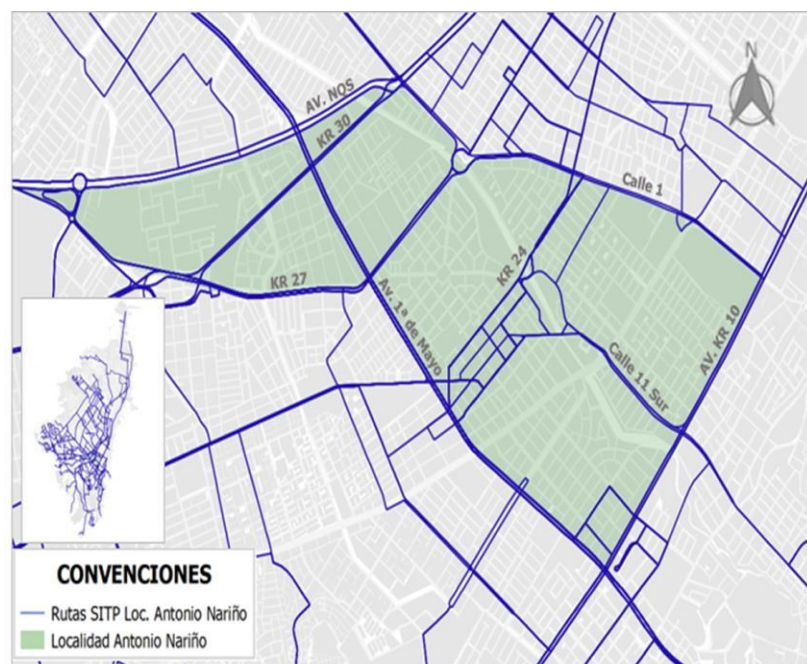 N
AV. NQS
KR 30
Calle 1
KR 24
KR 27
Av. 1ª de Mayo
AV. KR 10
Calle 11 Sur
CONVENCIONES
Rutas SITP Loc. Antonio Nariño
Localidad Antonio Nariño